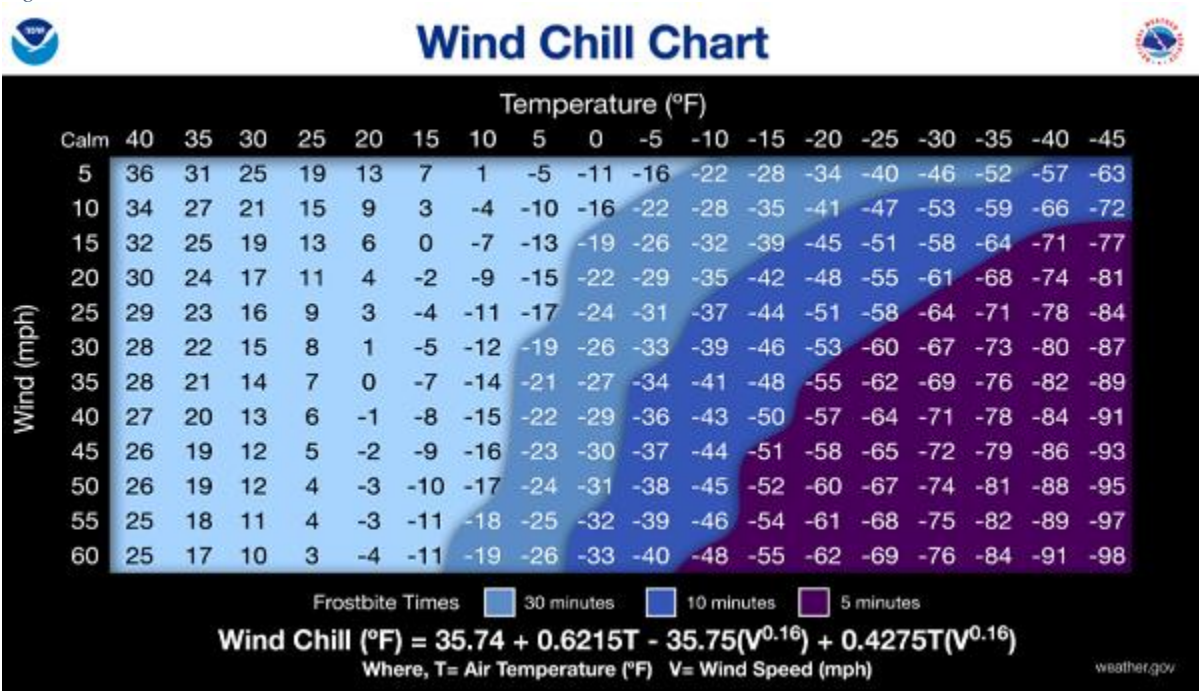 Wind Chill Chart
Temperature (ºF)
Calm 40 35 30 25 20 15 10 5 0 -5 -10 -15 -20 -25 -30 -35 -40 -45
5 36 31 25 19 13 7 1 -5 -11 -16 -22 -28 -34 -40 -46 -52 -57 -63
10 34 27 21 15 9 3 -4 -10 -16 -22 -28 -35 -41 -47 -53 -59 -66 -72
15 32 25 19 13 6 0 -7 -13 -19 -26 -32 -39 -45 -51 -58 -64 -71 -77
20 30 24 17 11 4 -2 -9 -15 -22 -29 -35 -42 -48 -55 -61 -68 -74 -81
25 29 23 16 9 3 -4 -11 -17 -24 -31 -37 -44 -51 -58 -64 -71 -78 -84
30 28 22 15 8 1 -5 -12 -19 -26 -33 -39 -46 -53 -60 -67 -73 -80 -87
35 28 21 14 7 0 -7 -14 -21 -27 -34 -41 -48 -55 -62 -69 -76 -82 -89
40 27 20 13 6 -1 -8 -15 -22 -29 -36 -43 -50 -57 -64 -71 -78 -84 -91
45 26 19 12 5 -2 -9 -16 -23 -30 -37 -44 -51 -58 -65 -72 -79 -86 -93
50 26 19 12 4 -3 -10 -17 -24 -31 -38 -45 -52 -60 -67 -74 -81 -88 -95
55 25 18 11 4 -3 -11 -18 -25 -32 -39 -46 -54 -61 -68 -75 -82 -89 -97
60 25 17 10 3 -4 -11 -19 -26 -33 -40 -48 -55 -62 -69 -76 -84 -91 -98
Wind (mph)
Frostbite Times 30 minutes 10 minutes 5 minutes
Wind Chill (ºF) = 35.74 + 0.6215T - 35.75(V^0.16) + 0.4275T(V^0.16)
Where, T= Air Temperature (ºF) V= Wind Speed (mph)
weather.gov